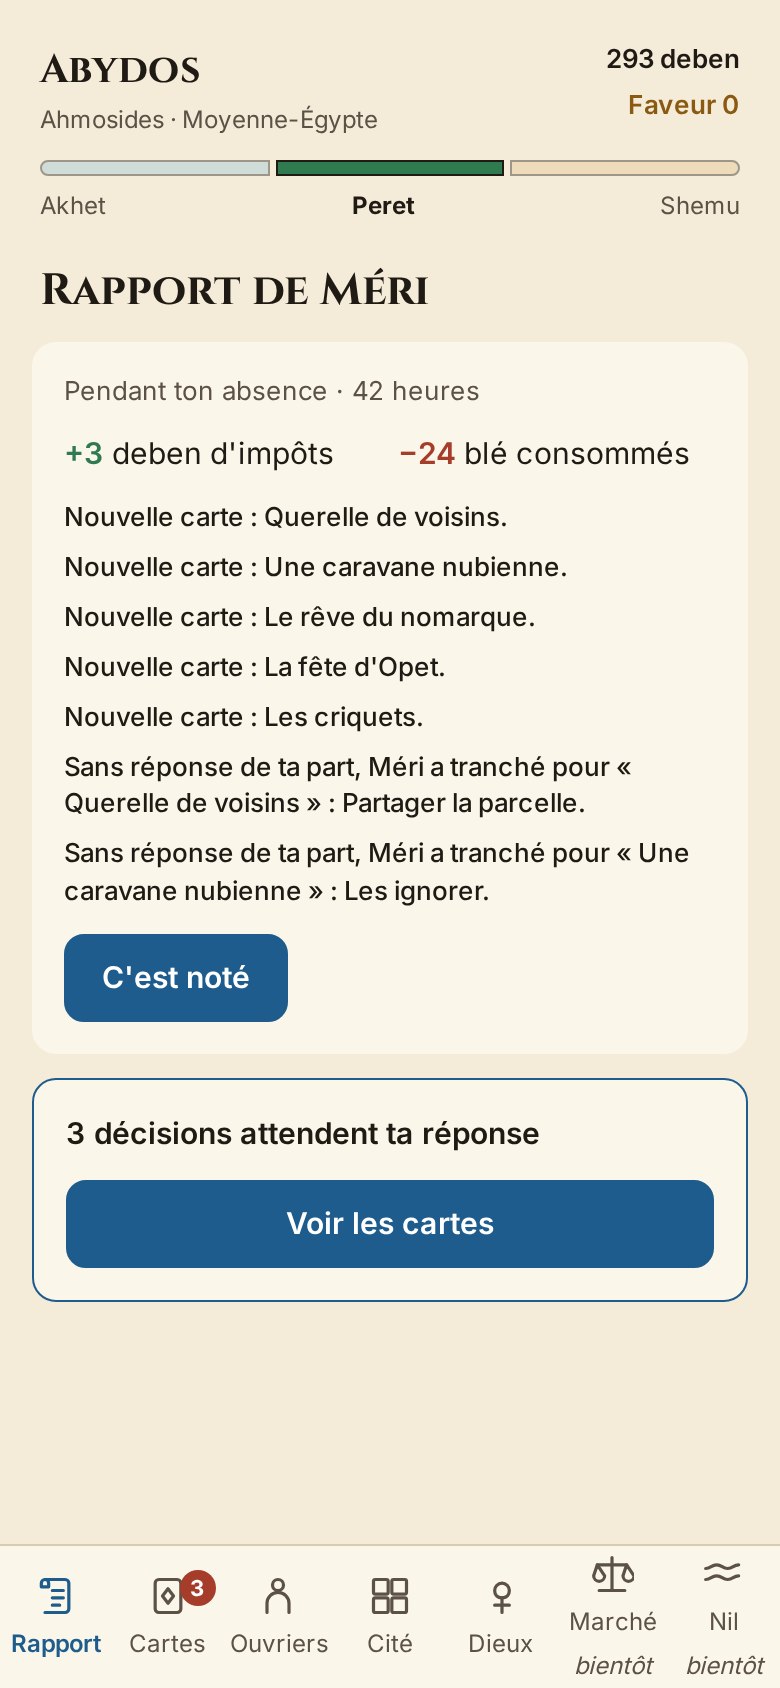 Abydos
293 deben
Ahmosides · Moyenne-Égypte
Faveur 0
Akhet
Peret
Shemu
Rapport de Méri
Pendant ton absence · 42 heures
+3 deben d'impôts
−24 blé consommés
Nouvelle carte : Querelle de voisins.
Nouvelle carte : Une caravane nubienne.
Nouvelle carte : Le rêve du nomarque.
Nouvelle carte : La fête d'Opet.
Nouvelle carte : Les criquets.
Sans réponse de ta part, Méri a tranché pour «
Querelle de voisins » : Partager la parcelle.
Sans réponse de ta part, Méri a tranché pour « Une
caravane nubienne » : Les ignorer.
C'est noté
3 décisions attendent ta réponse
Voir les cartes
3
Rapport
Cartes
Ouvriers
Cité
Dieux
Marché
bientôt
Nil
bientôt